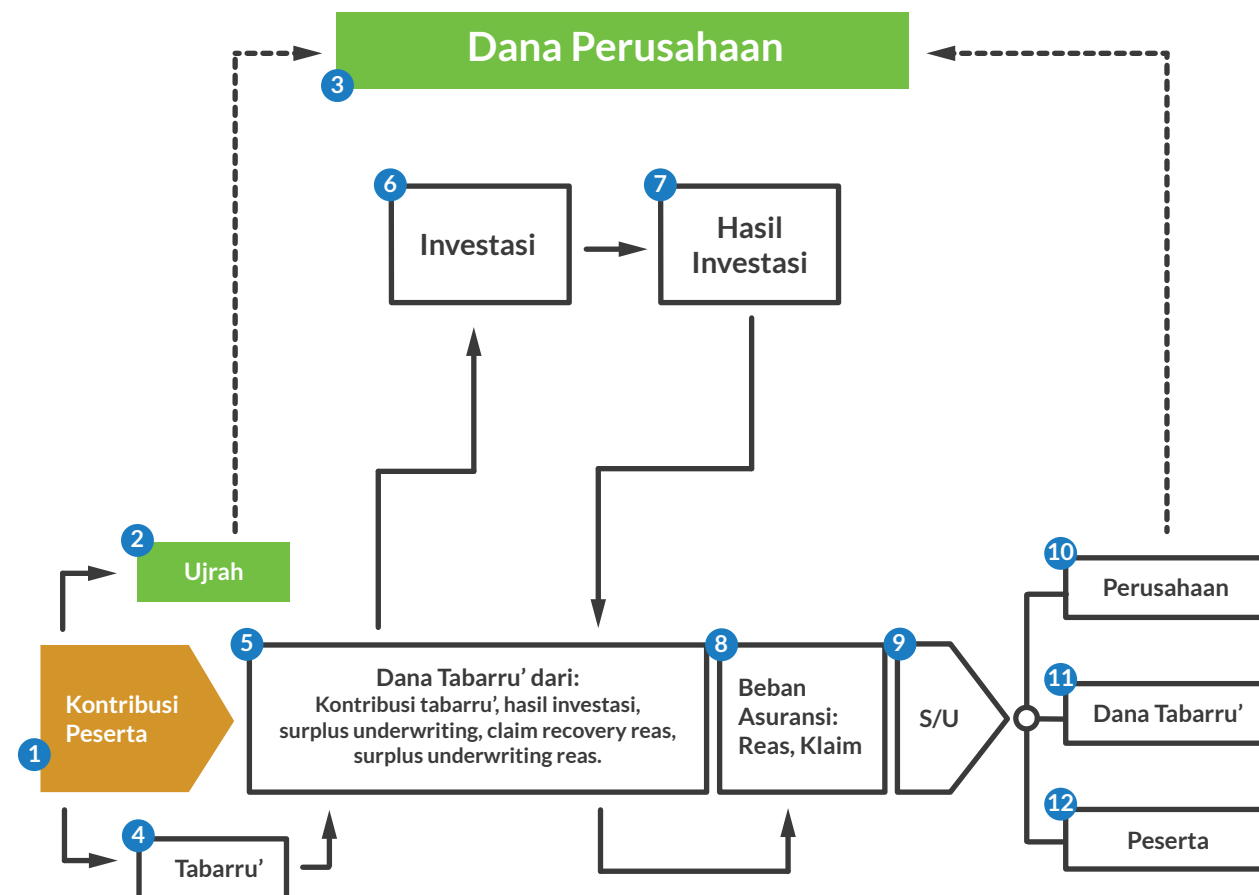 Dana Perusahaan
3
6
Investasi
7
Hasil
Investasi
2
Ujrah
1
Kontribusi
Peserta
4
Tabarru’
5
Dana Tabarru’ dari:
Kontribusi tabarru’, hasil investasi,
surplus underwriting, claim recovery reas,
surplus underwriting reas.
8
Beban
Asuransi:
Reas, Klaim
9
S/U
10
Perusahaan
11
Dana Tabarru’
12
Peserta